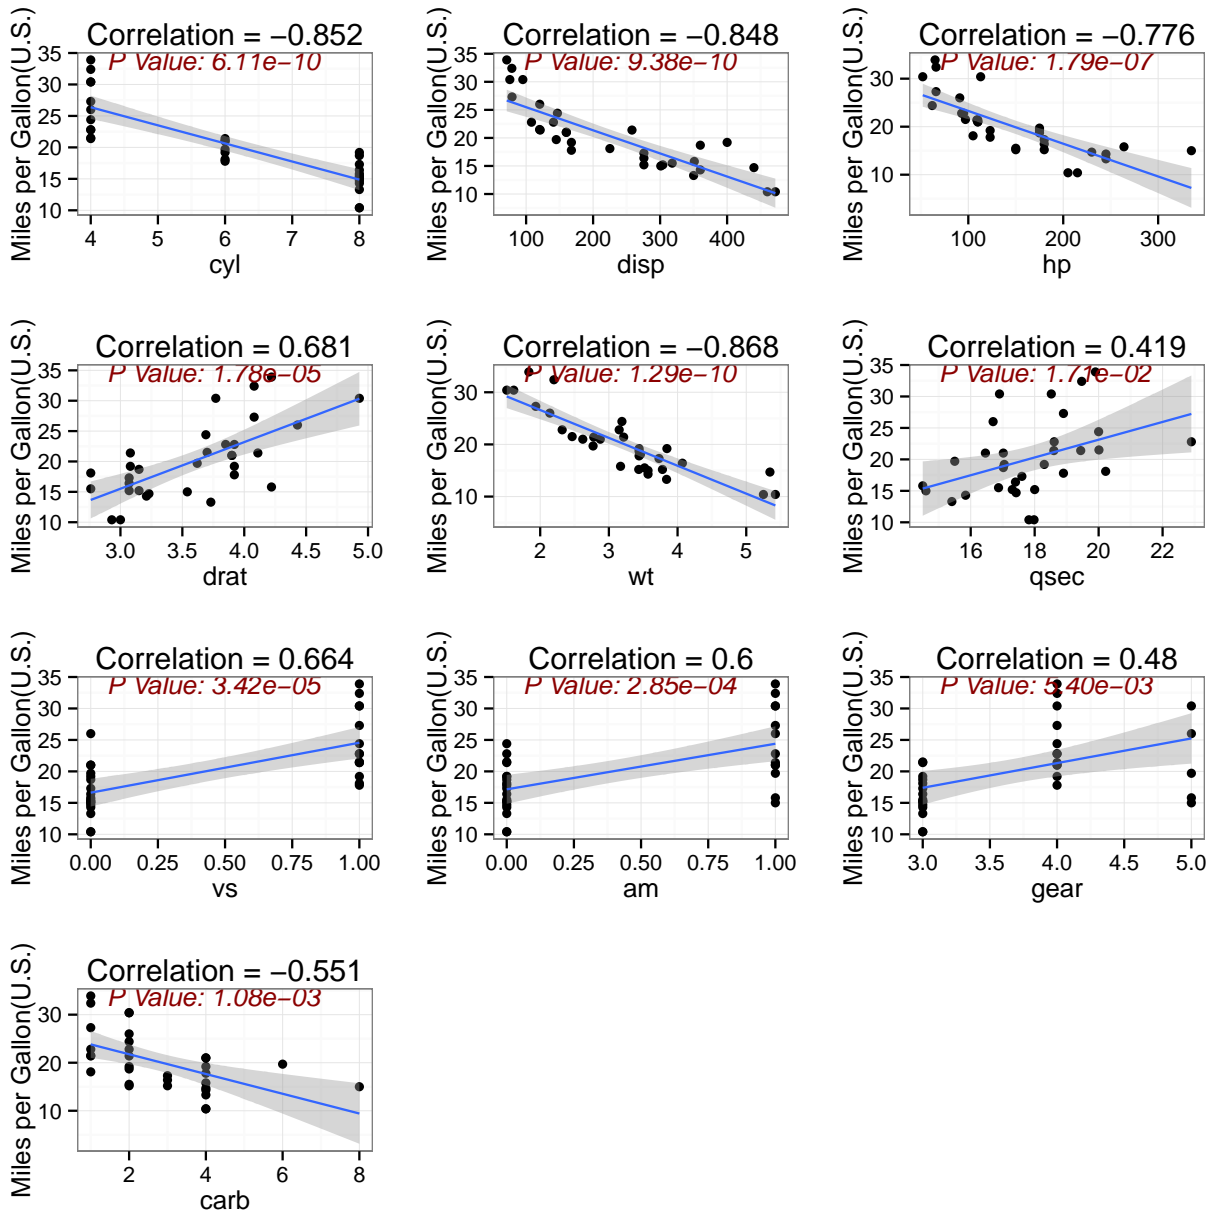 Correlation = −0.852
P Value: 6.11e−10
Miles per Gallon(U.S.)
35
30
25
20
15
10
4 5 6 7 8
cyl
Correlation = −0.848
P Value: 9.38e−10
Miles per Gallon(U.S.)
35
30
25
20
15
10
100 200 300 400
disp
Correlation = −0.776
P Value: 1.79e−07
Miles per Gallon(U.S.)
30
20
10
100 200 300
hp
Correlation = 0.681
P Value: 1.78e−05
Miles per Gallon(U.S.)
35
30
25
20
15
10
3.0 3.5 4.0 4.5 5.0
drat
Correlation = −0.868
P Value: 1.29e−10
Miles per Gallon(U.S.)
30
20
10
2 3 4 5
wt
Correlation = 0.419
P Value: 1.71e−02
Miles per Gallon(U.S.)
35
30
25
20
15
10
16 18 20 22
qsec
Correlation = 0.664
P Value: 3.42e−05
Miles per Gallon(U.S.)
35
30
25
20
15
10
0.00 0.25 0.50 0.75 1.00
vs
Correlation = 0.6
P Value: 2.85e−04
Miles per Gallon(U.S.)
35
30
25
20
15
10
0.00 0.25 0.50 0.75 1.00
am
Correlation = 0.48
P Value: 5.40e−03
Miles per Gallon(U.S.)
35
30
25
20
15
10
3.0 3.5 4.0 4.5 5.0
gear
Correlation = −0.551
P Value: 1.08e−03
Miles per Gallon(U.S.)
30
20
10
2 4 6 8
carb